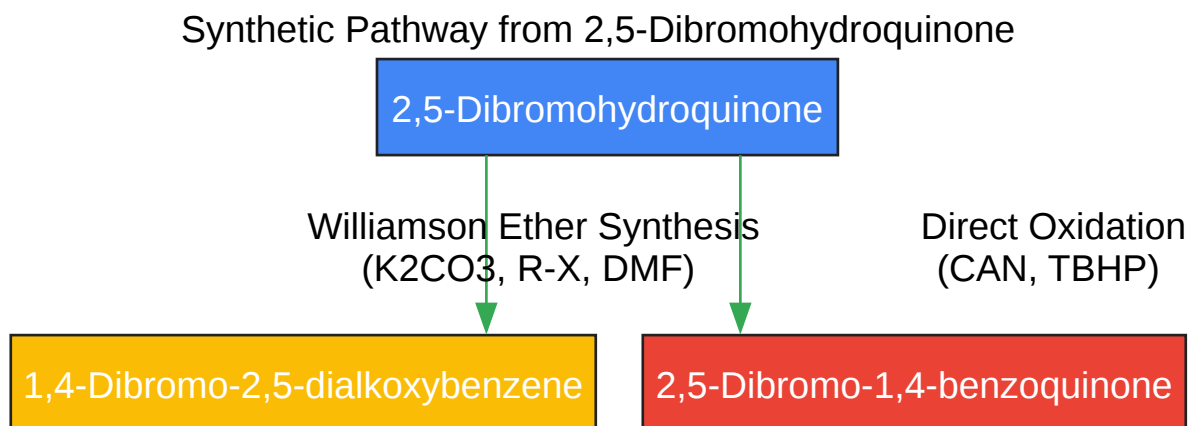 Synthetic Pathway from 2,5-Dibromohydroquinone
2,5-Dibromohydroquinone
Williamson Ether Synthesis
(K2CO3, R-X, DMF)
Direct Oxidation
(CAN, TBHP)
1,4-Dibromo-2,5-dialkoxybenzene
2,5-Dibromo-1,4-benzoquinone